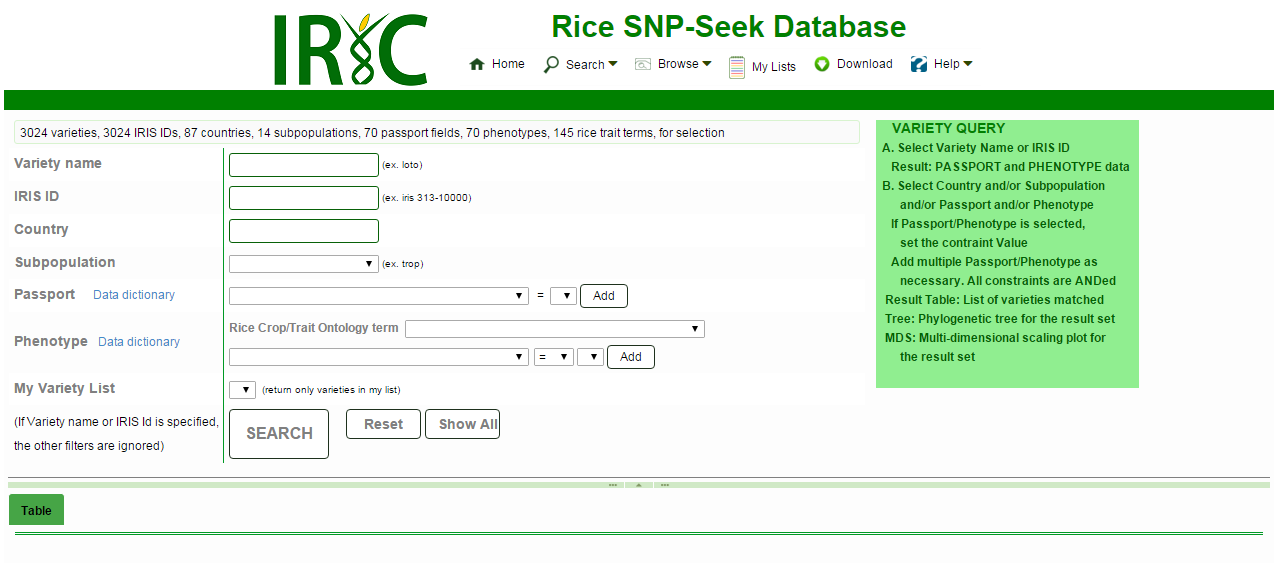 IRIC
Rice SNP-Seek Database
Home Search Browse My Lists Download Help
3024 varieties, 3024 IRIS IDs, 87 countries, 14 subpopulations, 70 passport fields, 70 phenotypes, 145 rice trait terms, for selection
Variety name (ex. loto)
IRIS ID (ex. iris 313-10000)
Country
Subpopulation (ex. trop)
Passport Data dictionary = Add
Rice Crop/Trait Ontology term
Phenotype Data dictionary
= Add
My Variety List (return only varieties in my list)
(If Variety name or IRIS Id is specified,
the other filters are ignored)
SEARCH Reset Show All
VARIETY QUERY
A. Select Variety Name or IRIS ID
Result: PASSPORT and PHENOTYPE data
B. Select Country and/or Subpopulation
and/or Passport and/or Phenotype
If Passport/Phenotype is selected,
set the contraint Value
Add multiple Passport/Phenotype as
necessary. All constraints are ANDed
Result Table: List of varieties matched
Tree: Phylogenetic tree for the result set
MDS: Multi-dimensional scaling plot for
the result set
Table